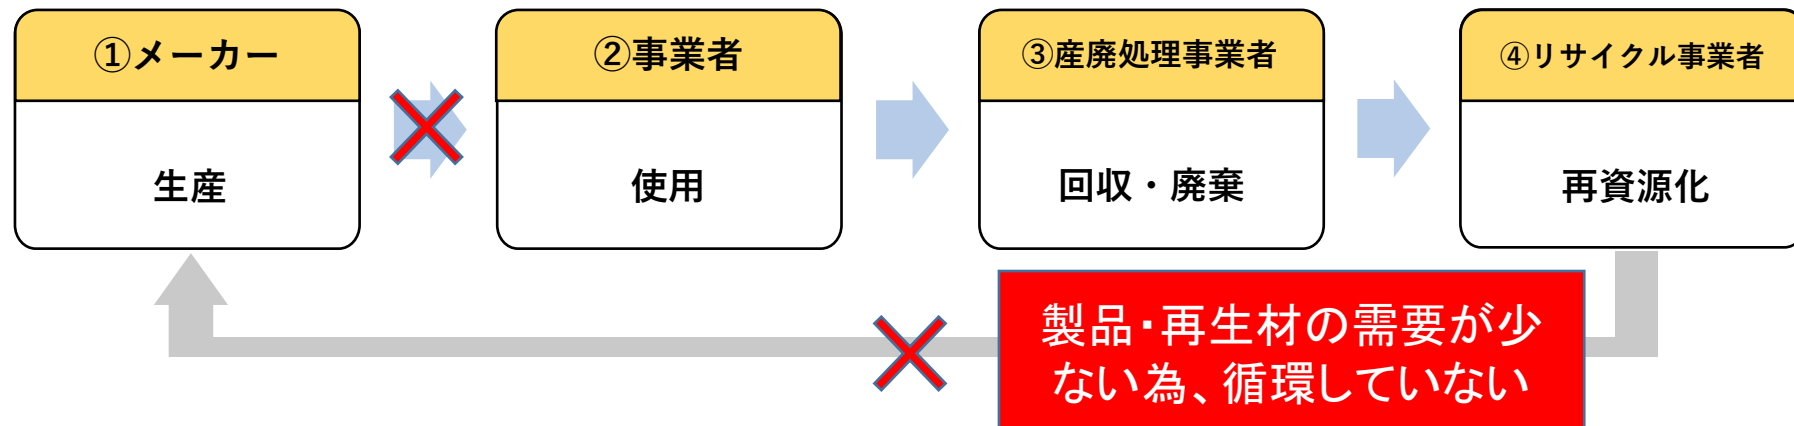 ①メーカー
生産
②事業者
使用
③産廃処理事業者
回収・廃棄
④リサイクル事業者
再資源化
製品・再生材の需要が少
ない為、循環していない